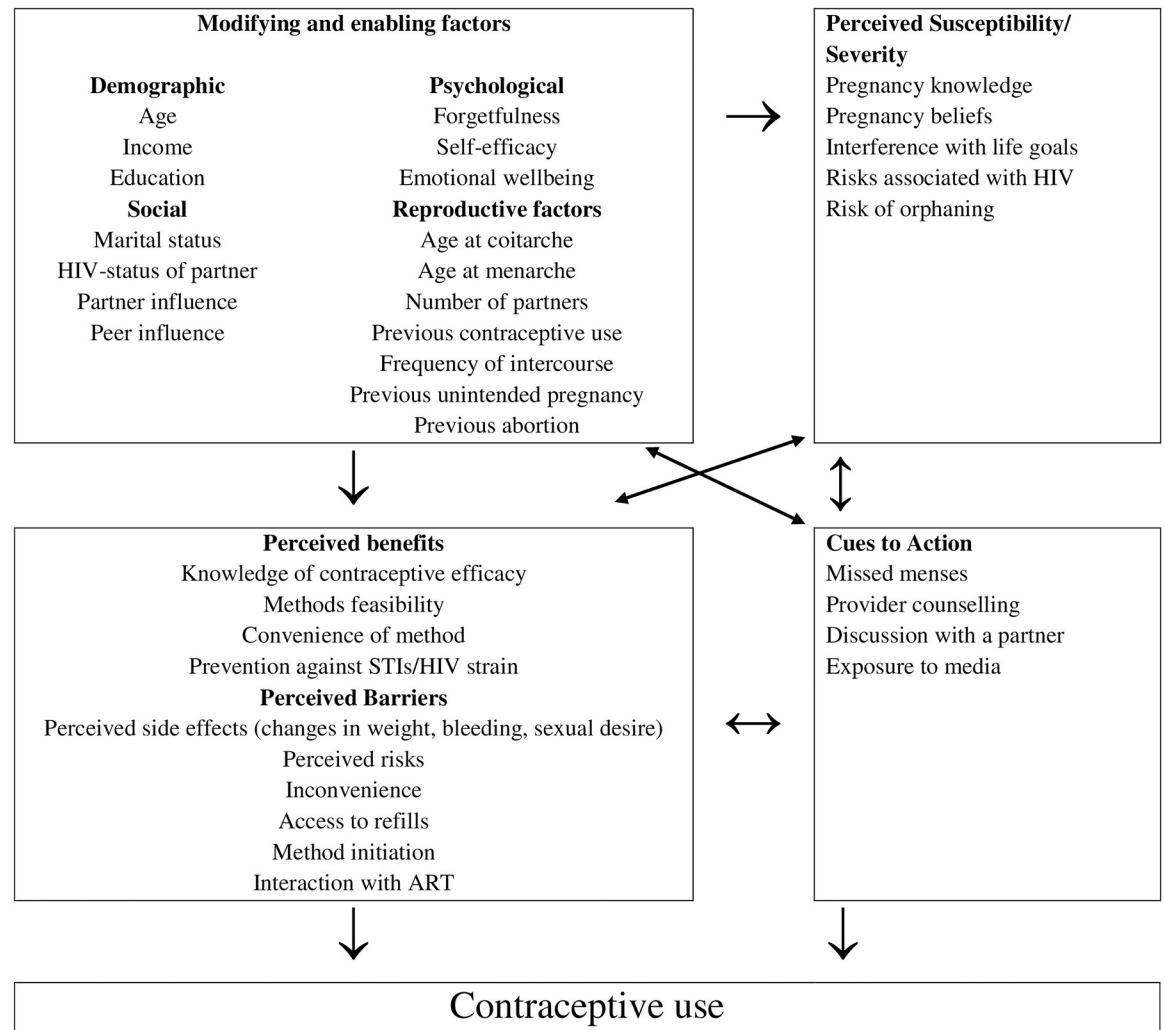 Modifying and enabling factors
Demographic
Age
Income
Education
Social
Marital status
HIV-status of partner
Partner influence
Peer influence
Psychological
Forgetfulness
Self-efficacy
Emotional wellbeing
Reproductive factors
Age at coitarche
Age at menarche
Number of partners
Previous contraceptive use
Frequency of intercourse
Previous unintended pregnancy
Previous abortion
Perceived Susceptibility/
Severity
Pregnancy knowledge
Pregnancy beliefs
Interference with life goals
Risks associated with HIV
Risk of orphaning
Perceived benefits
Knowledge of contraceptive efficacy
Methods feasibility
Convenience of method
Prevention against STIs/HIV strain
Perceived Barriers
Perceived side effects (changes in weight, bleeding, sexual desire)
Perceived risks
Inconvenience
Access to refills
Method initiation
Interaction with ART
Cues to Action
Missed menses
Provider counselling
Discussion with a partner
Exposure to media
Contraceptive use